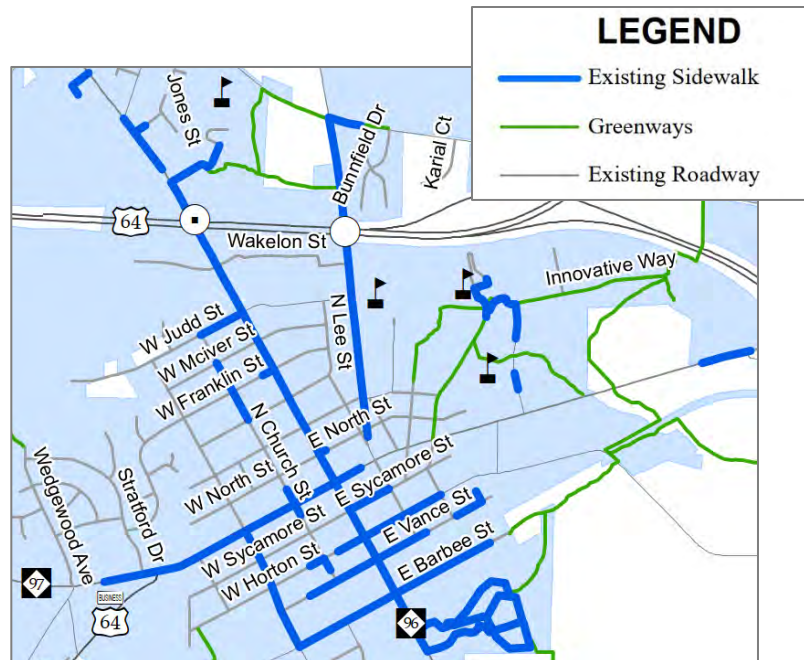 LEGEND
Existing Sidewalk
Greenways
Existing Roadway
Jones St
Bunnfield Dr
Karial Ct
64
Wakelon St
Innovative Way
N Lee St
W Judd St
W Mciver St
W Franklin St
N Church St
E North St
W North St
E Sycamore St
Wedgewood Ave
Stratford Dr
W Sycamore St
E Vance St
W Horton St
E Barbee St
97
BUSINESS
64
96